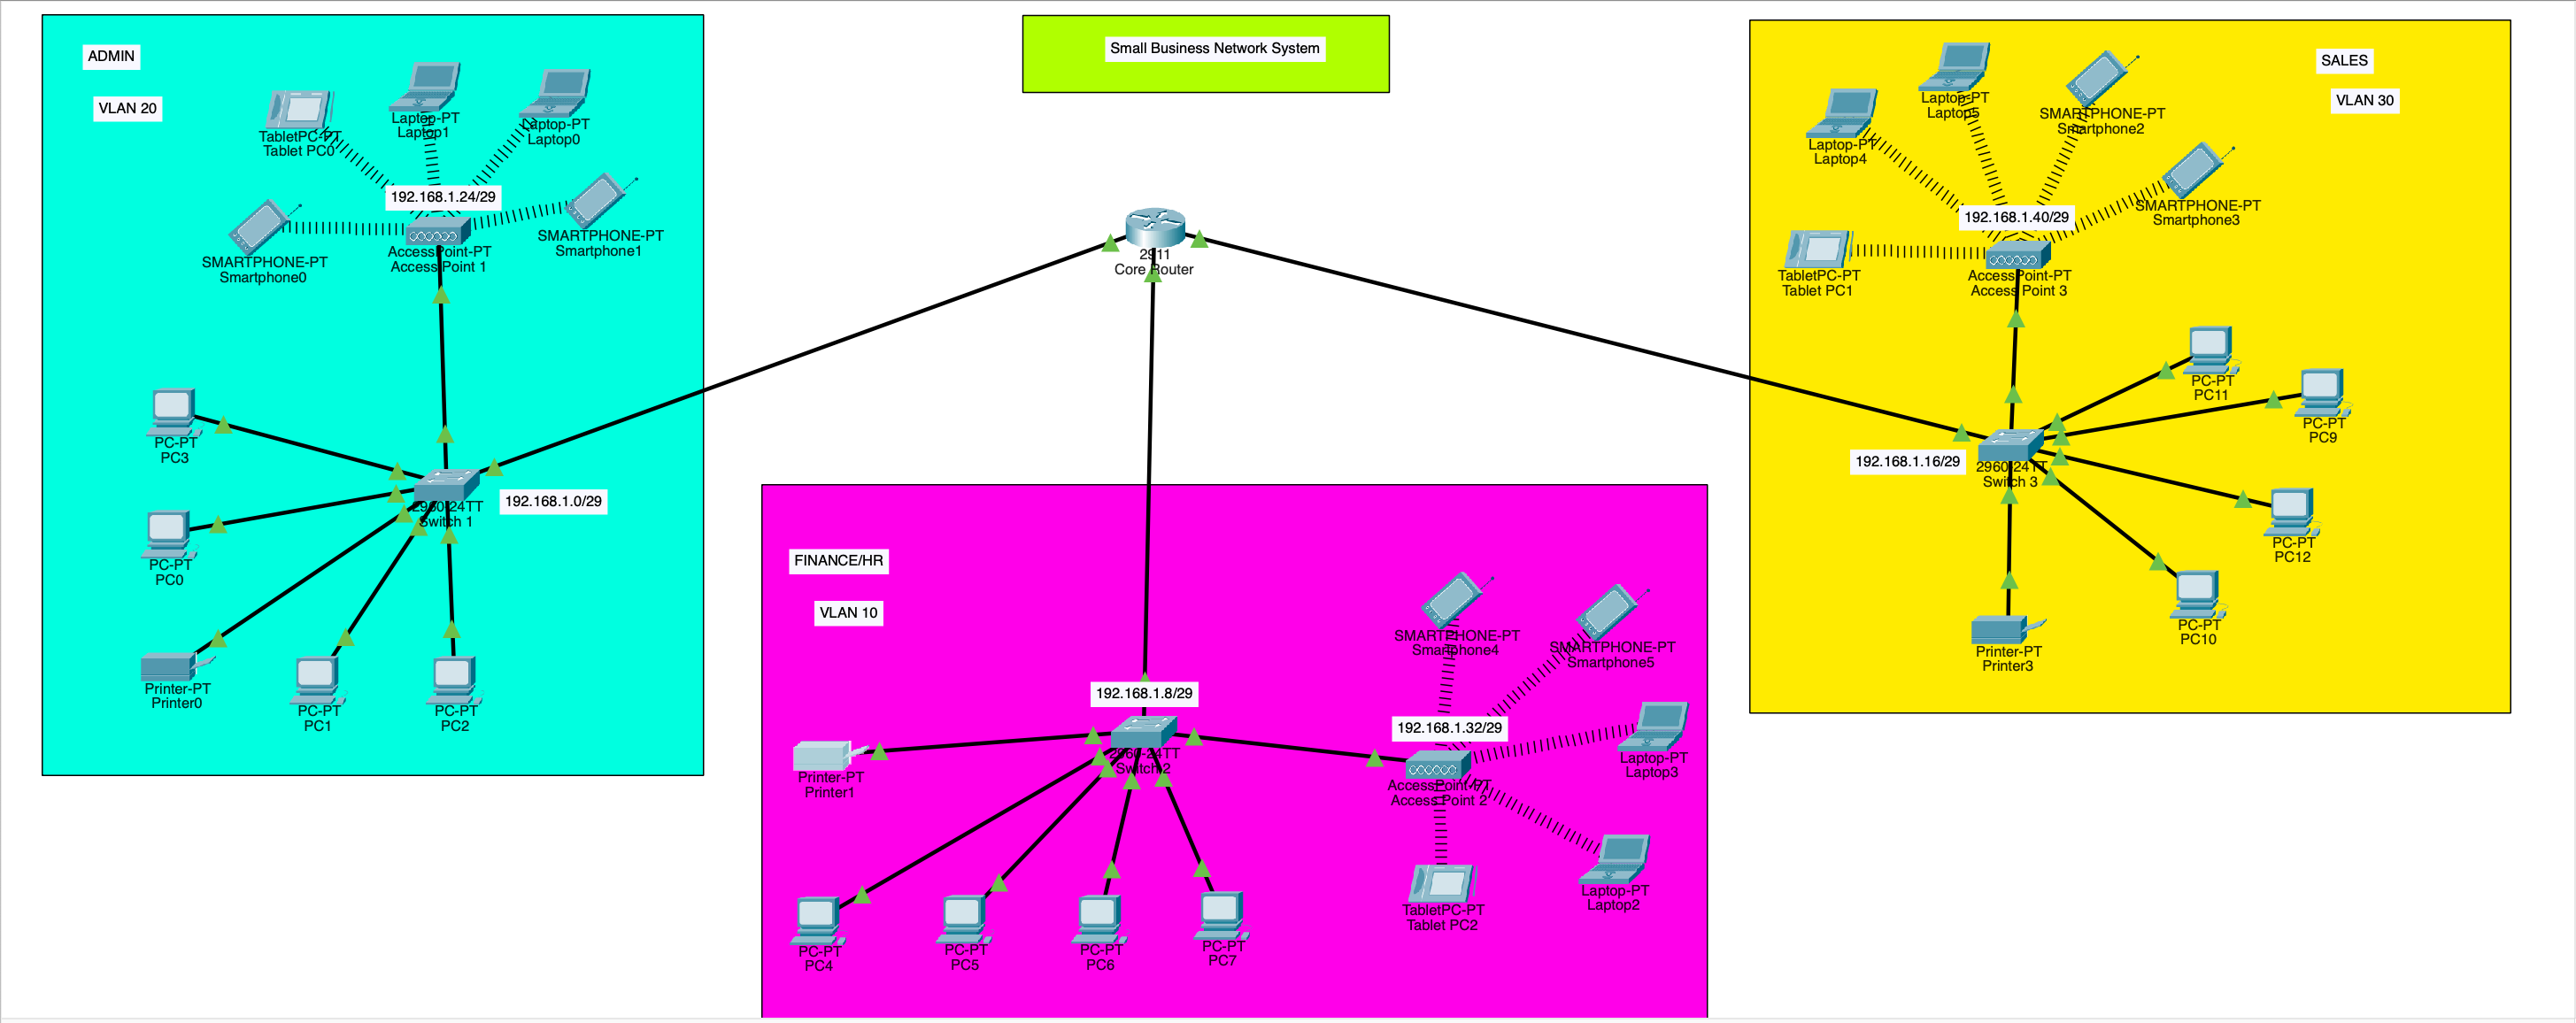 Small Business Network System
ADMIN
VLAN 20
TabletPC-PT
Tablet PC0
Laptop-PT
Laptop1
Laptop-PT
Laptop0
192.168.1.24/29
SMARTPHONE-PT
Smartphone0
AccessPoint-PT
Access Point 1
SMARTPHONE-PT
Smartphone1
PC-PT
PC3
2960-24TT
Switch 1
192.168.1.0/29
PC-PT
PC0
Printer-PT
Printer0
PC-PT
PC1
PC-PT
PC2
2911
Core Router
FINANCE/HR
VLAN 10
SMARTPHONE-PT
Smartphone4
SMARTPHONE-PT
Smartphone5
192.168.1.8/29
192.168.1.32/29
Printer-PT
Printer1
2960-24TT
Switch 2
AccessPoint-PT
Access Point 2
Laptop-PT
Laptop3
Laptop-PT
Laptop2
TabletPC-PT
Tablet PC2
PC-PT
PC4
PC-PT
PC5
PC-PT
PC6
PC-PT
PC7
SALES
VLAN 30
Laptop-PT
Laptop5
SMARTPHONE-PT
Smartphone2
Laptop-PT
Laptop4
SMARTPHONE-PT
Smartphone3
192.168.1.40/29
TabletPC-PT
Tablet PC1
AccessPoint-PT
Access Point 3
PC-PT
PC11
PC-PT
PC9
192.168.1.16/29
2960-24TT
Switch 3
PC-PT
PC12
PC-PT
PC10
Printer-PT
Printer3